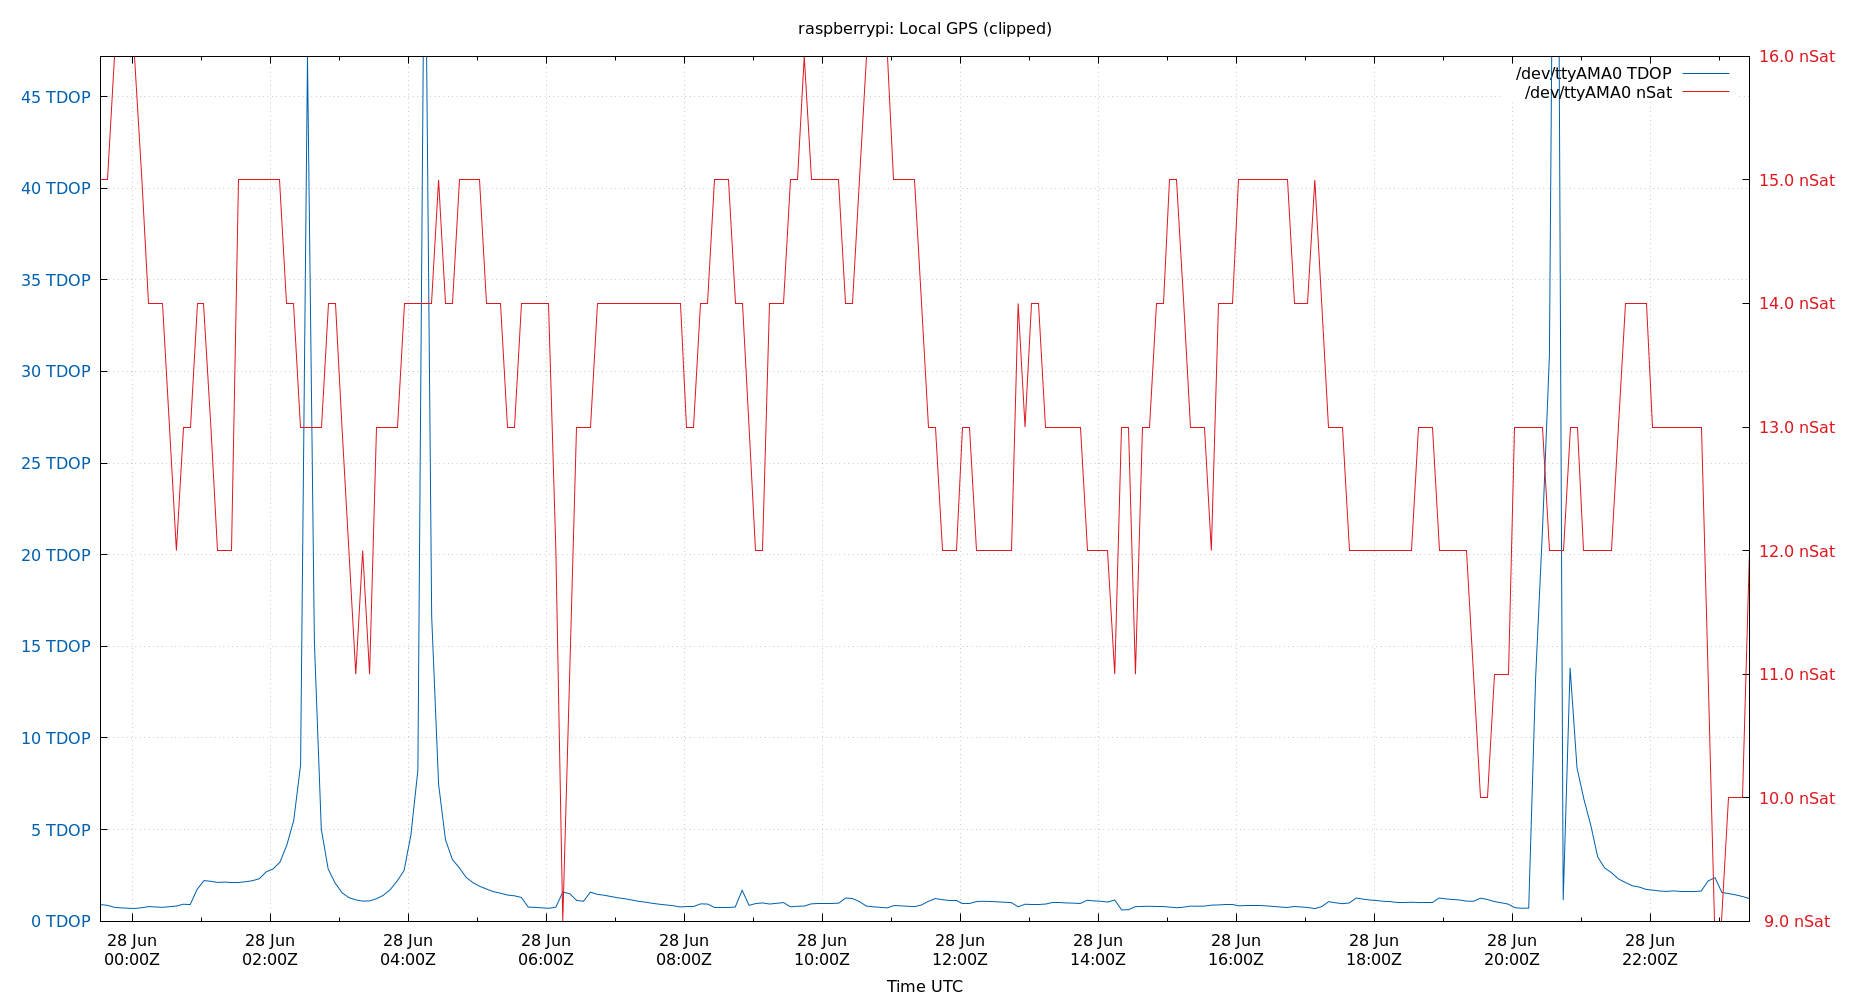 raspberrypi: Local GPS (clipped)
/dev/ttyAMA0 TDOP
/dev/ttyAMA0 nSat
45 TDOP
40 TDOP
35 TDOP
30 TDOP
25 TDOP
20 TDOP
15 TDOP
10 TDOP
5 TDOP
0 TDOP
16.0 nSat
15.0 nSat
14.0 nSat
13.0 nSat
12.0 nSat
11.0 nSat
10.0 nSat
9.0 nSat
28 Jun
00:00Z
28 Jun
02:00Z
28 Jun
04:00Z
28 Jun
06:00Z
28 Jun
08:00Z
28 Jun
10:00Z
28 Jun
12:00Z
28 Jun
14:00Z
28 Jun
16:00Z
28 Jun
18:00Z
28 Jun
20:00Z
28 Jun
22:00Z
Time UTC